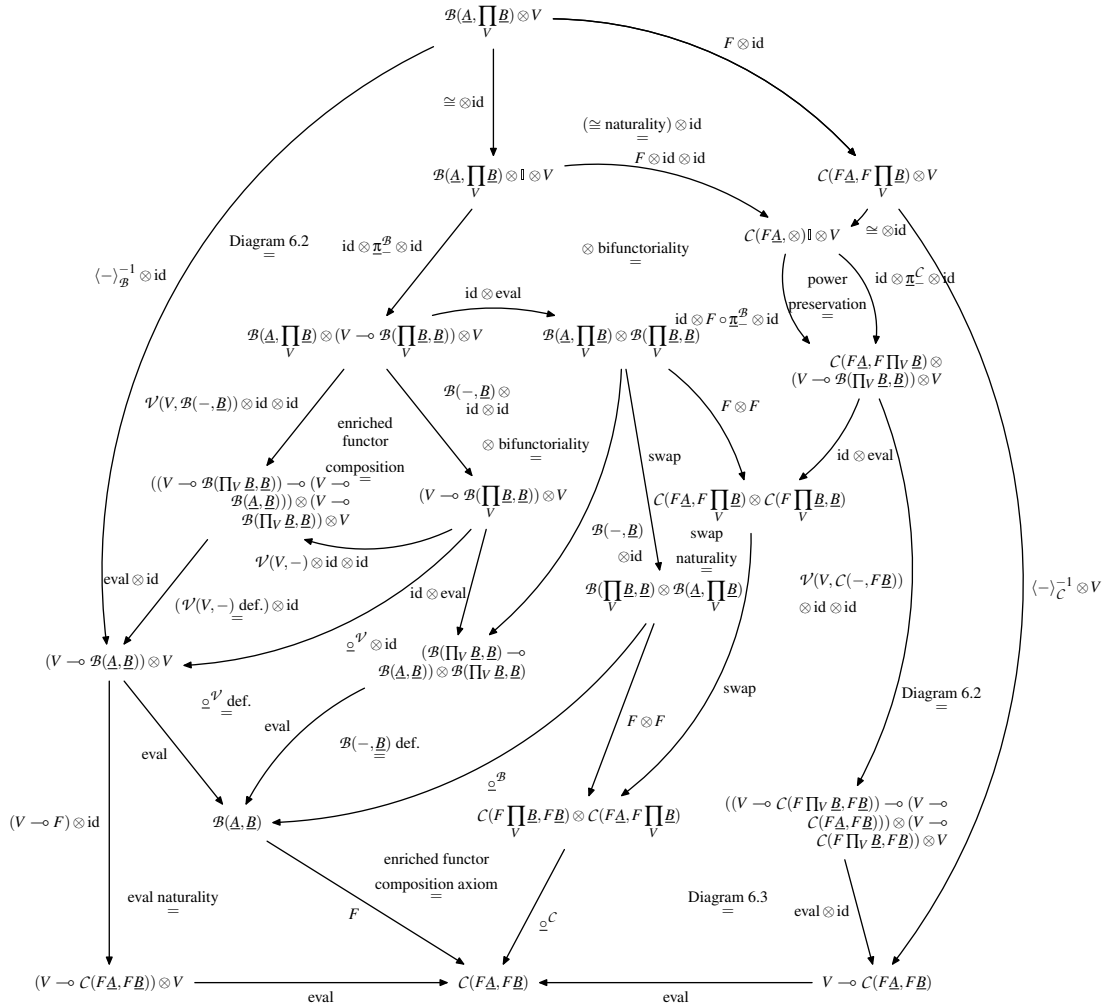 ℬ(A̲, ∏_V B̲) ⊗ V
F ⊗ id
≅ ⊗ id
(≅ naturality) ⊗ id
=
F ⊗ id ⊗ id
ℬ(A̲, ∏_V B̲) ⊗ 𝕀 ⊗ V
𝒞(FA̲, F ∏_V B̲) ⊗ V
Diagram 6.2
=
id ⊗ π̲_−^ℬ ⊗ id
⊗ bifunctoriality
=
𝒞(FA̲, ⊗)𝕀 ⊗ V
≅ ⊗ id
⟨−⟩_ℬ^{−1} ⊗ id
id ⊗ eval
power
preservation
=
id ⊗ π̲_−^𝒞 ⊗ id
ℬ(A̲, ∏_V B̲) ⊗ (V ⊸ ℬ(∏_V B̲, B̲)) ⊗ V
ℬ(A̲, ∏_V B̲) ⊗ ℬ(∏_V B̲, B̲)
id ⊗ F ∘ π̲_−^ℬ ⊗ id
𝒞(FA̲, F ∏_V B̲) ⊗
(V ⊸ ℬ(∏_V B̲, B̲)) ⊗ V
𝒱(V, ℬ(−, B̲)) ⊗ id ⊗ id
ℬ(−, B̲) ⊗
id ⊗ id
F ⊗ F
enriched
functor
composition
=
⊗ bifunctoriality
=
swap
id ⊗ eval
((V ⊸ ℬ(∏_V B̲, B̲)) ⊸ (V ⊸
ℬ(A̲, B̲))) ⊗ (V ⊸
ℬ(∏_V B̲, B̲)) ⊗ V
(V ⊸ ℬ(∏_V B̲, B̲)) ⊗ V
𝒞(FA̲, F ∏_V B̲) ⊗ 𝒞(F ∏_V B̲, B̲)
𝒱(V, −) ⊗ id ⊗ id
ℬ(−, B̲)
⊗ id
swap
naturality
=
eval ⊗ id
(𝒱(V, −) def.) ⊗ id
=
id ⊗ eval
ℬ(∏_V B̲, B̲) ⊗ ℬ(A̲, ∏_V B̲)
𝒱(V, 𝒞(−, FB̲))
⊗ id ⊗ id
⟨−⟩_𝒞^{−1} ⊗ V
(V ⊸ ℬ(A̲, B̲)) ⊗ V
∘̲^𝒱 ⊗ id
(ℬ(∏_V B̲, B̲) ⊸
ℬ(A̲, B̲)) ⊗ ℬ(∏_V B̲, B̲)
swap
Diagram 6.2
=
∘̲^𝒱 def.
=
eval
eval
ℬ(−, B̲) def.
=
F ⊗ F
∘̲^ℬ
(V ⊸ F) ⊗ id
ℬ(A̲, B̲)
𝒞(F ∏_V B̲, FB̲) ⊗ 𝒞(FA̲, F ∏_V B̲)
((V ⊸ 𝒞(F ∏_V B̲, FB̲)) ⊸ (V ⊸
𝒞(FA̲, FB̲))) ⊗ (V ⊸
𝒞(F ∏_V B̲, FB̲)) ⊗ V
eval naturality
=
F
enriched functor
composition axiom
=
∘̲^𝒞
Diagram 6.3
=
eval ⊗ id
(V ⊸ 𝒞(FA̲, FB̲)) ⊗ V
eval
𝒞(FA̲, FB̲)
eval
V ⊸ 𝒞(FA̲, FB̲)